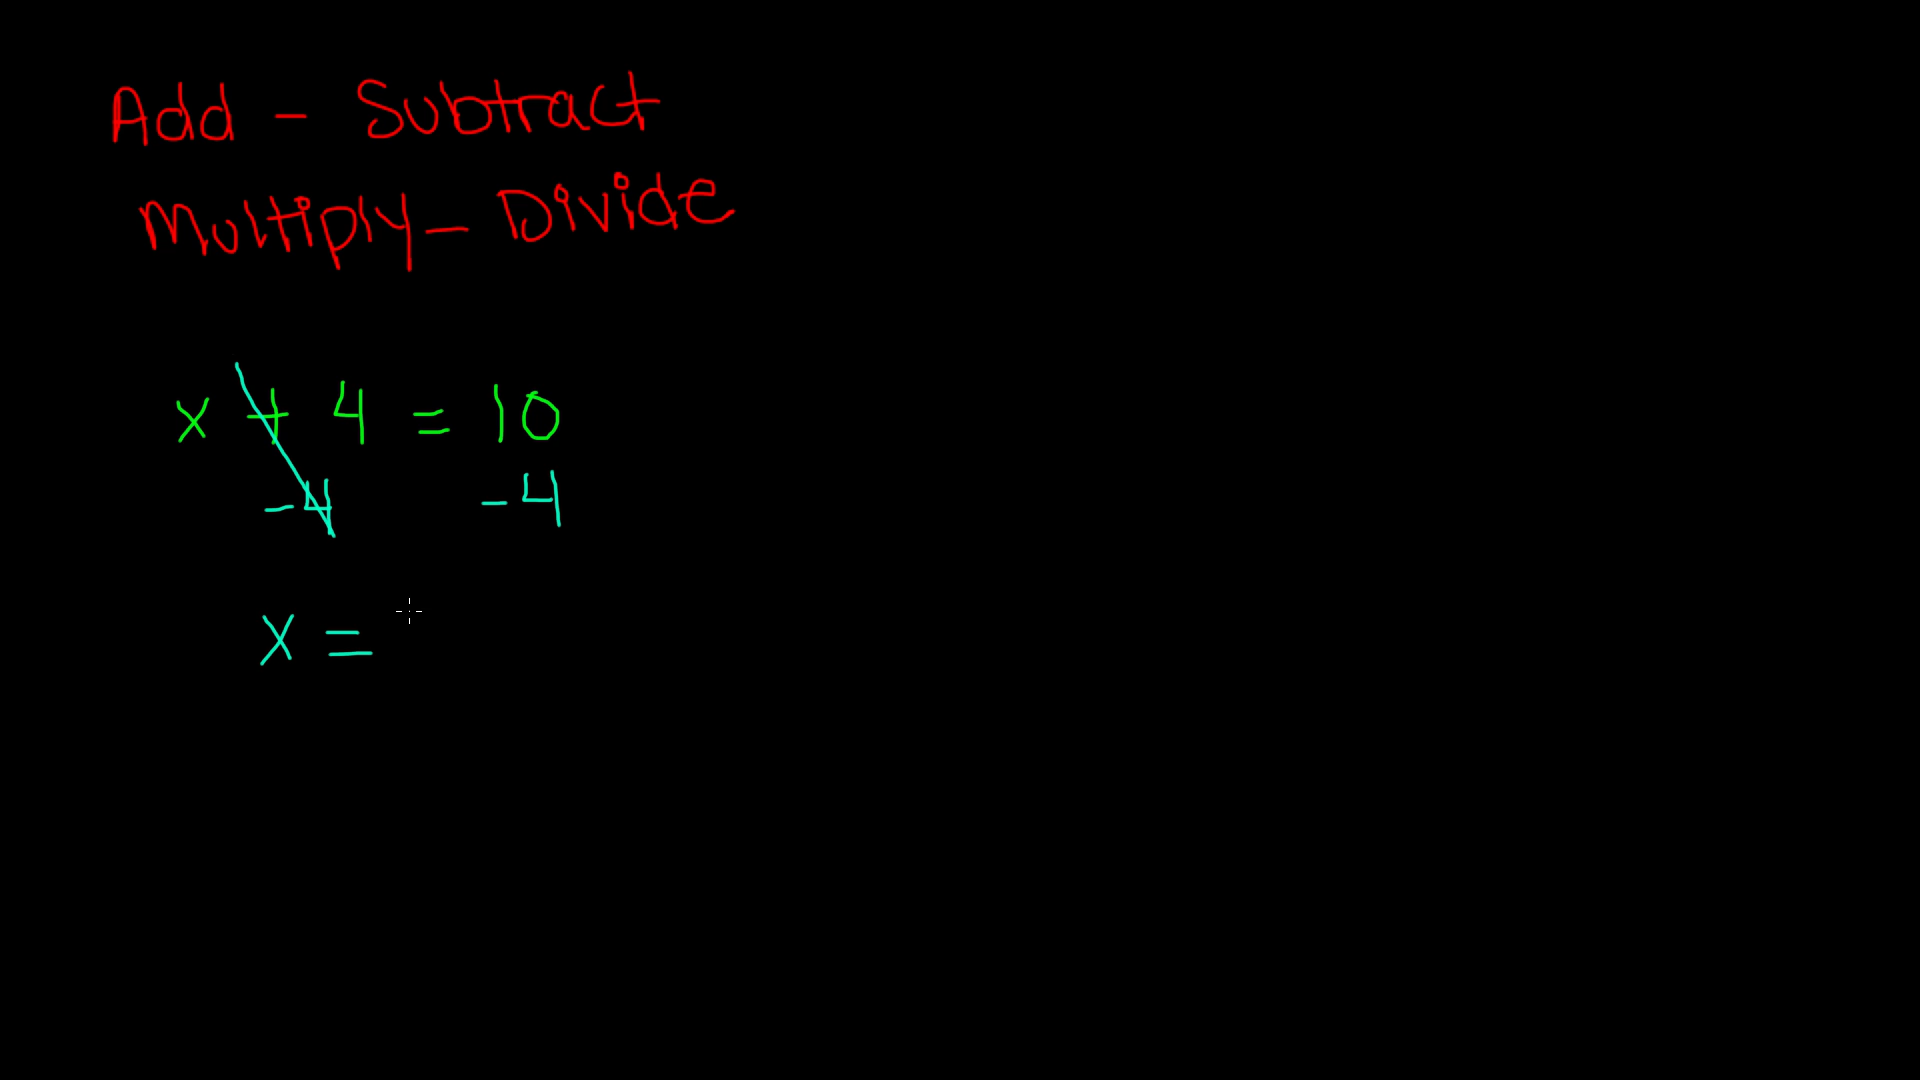 Add - Subtract
Multiply - Divide
x + 4 = 10
-4 -4
x =